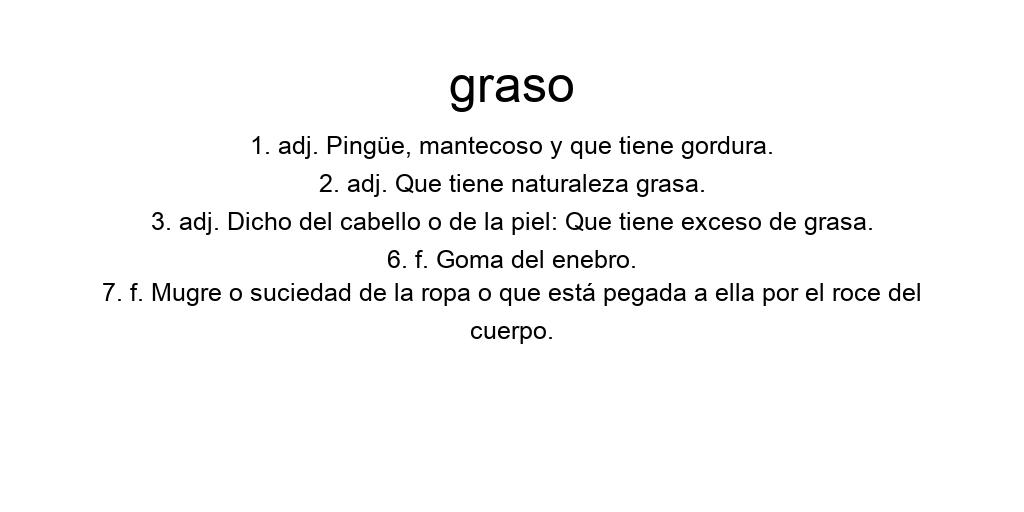 graso
1. adj. Pingüe, mantecoso y que tiene gordura.
2. adj. Que tiene naturaleza grasa.
3. adj. Dicho del cabello o de la piel: Que tiene exceso de grasa.
6. f. Goma del enebro.
7. f. Mugre o suciedad de la ropa o que está pegada a ella por el roce del
cuerpo.